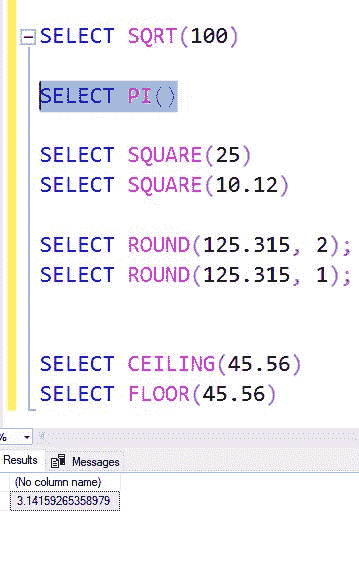 SELECT SQRT(100)
SELECT PI()
SELECT SQUARE(25)
SELECT SQUARE(10.12)
SELECT ROUND(125.315, 2);
SELECT ROUND(125.315, 1);
SELECT CEILING(45.56)
SELECT FLOOR(45.56)
%
Results Messages
(No column name)
3.14159265358979